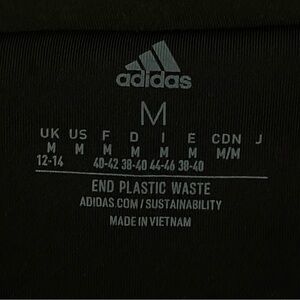 adidas
M
UK US F D I E CDN J
M M M M M M M/M
12-14 40-42 38-40 44-46 38-40
END PLASTIC WASTE
ADIDAS.COM/SUSTAINABILITY
MADE IN VIETNAM